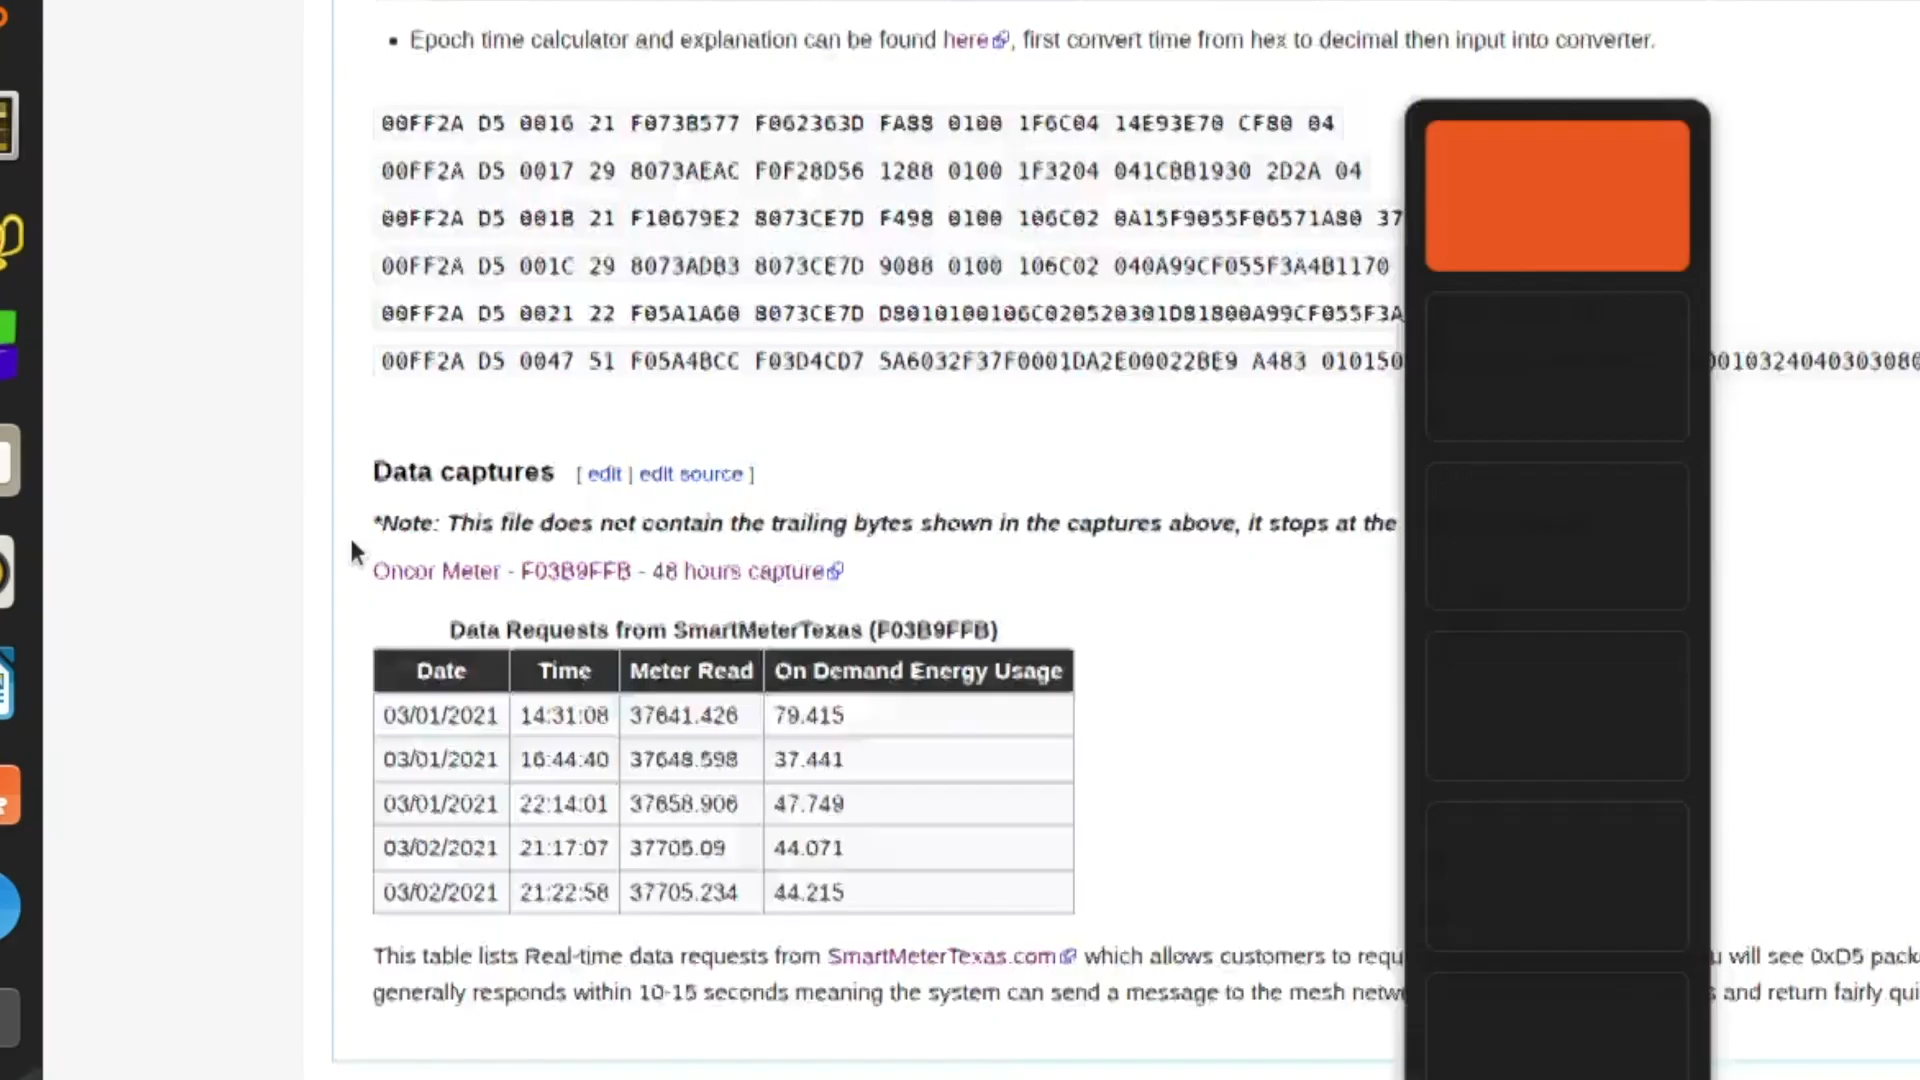 Epoch time calculator and explanation can be found here, first convert time from hex to decimal then input into converter.
00FF2A D5 0016 21 F073B577 F062363D FA88 0100 1F6C04 14E93E70 CF80 04
00FF2A D5 0017 29 8073AEAC F0F28D56 1288 0100 1F3204 041CBB1930 2D2A 04
00FF2A D5 001B 21 F10679E2 8073CE7D F498 0100 106C02 0A15F9055F06571A80 37
00FF2A D5 001C 29 8073ADB3 8073CE7D 9088 0100 106C02 040A99CF055F3A4B1170
00FF2A D5 0021 22 F05A1A60 8073CE7D D8010100106C020520301D81800A99CF055F3A
00FF2A D5 0047 51 F05A4BCC F03D4CD7 5A6032F37F0001DA2E00022BE9 A483 010150 0010324040303080
Data captures [ edit | edit source ]
*Note: This file does not contain the trailing bytes shown in the captures above, it stops at the
Oncor Meter - F03B9FFB - 48 hours capture
Data Requests from SmartMeterTexas (F03B9FFB)
Date Time Meter Read On Demand Energy Usage
03/01/2021 14:31:08 37641.426 79.415
03/01/2021 16:44:40 37648.598 37.441
03/01/2021 22:14:01 37658.906 47.749
03/02/2021 21:17:07 37705.09 44.071
03/02/2021 21:22:58 37705.234 44.215
This table lists Real-time data requests from SmartMeterTexas.com which allows customers to requ u will see 0xD5 pack
generally responds within 10-15 seconds meaning the system can send a message to the mesh netw s and return fairly qui